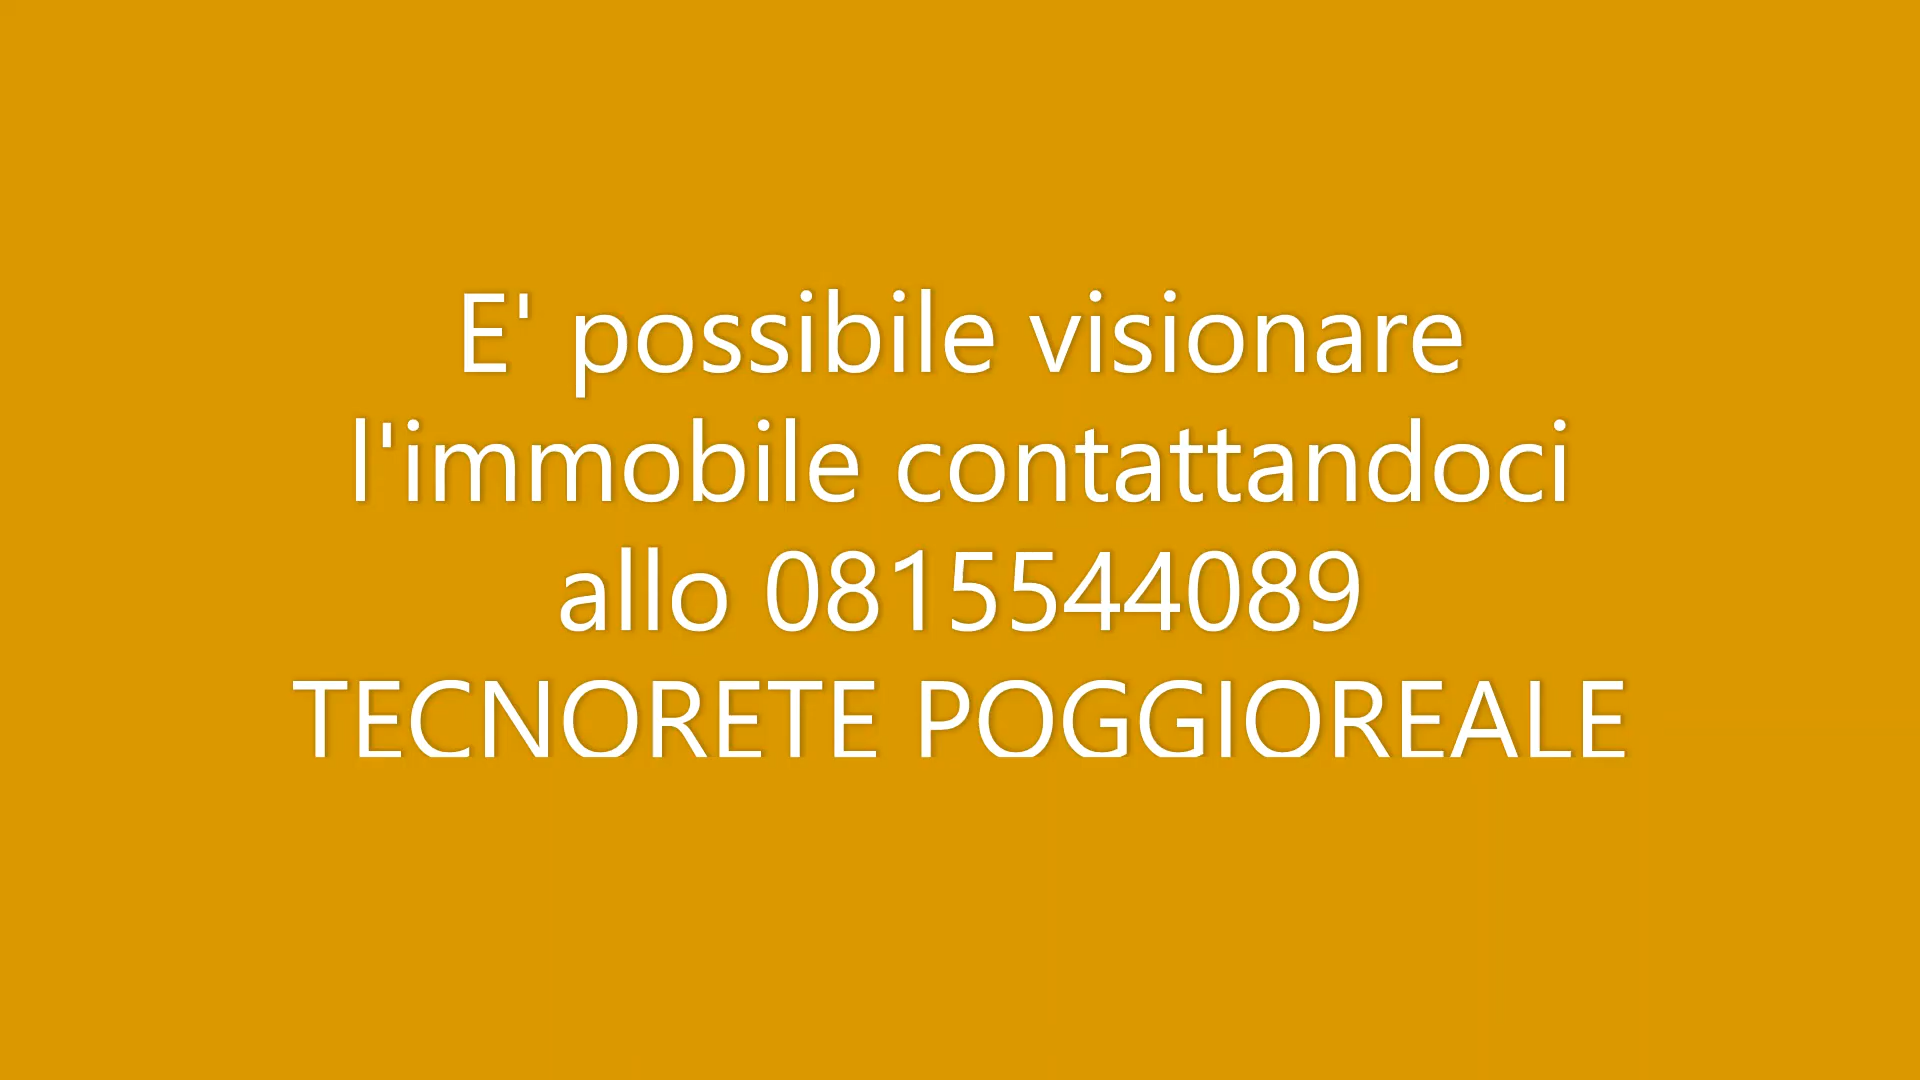 E' possibile visionare
l'immobile contattandoci
allo 0815544089
TECNORETE POGGIOREALE